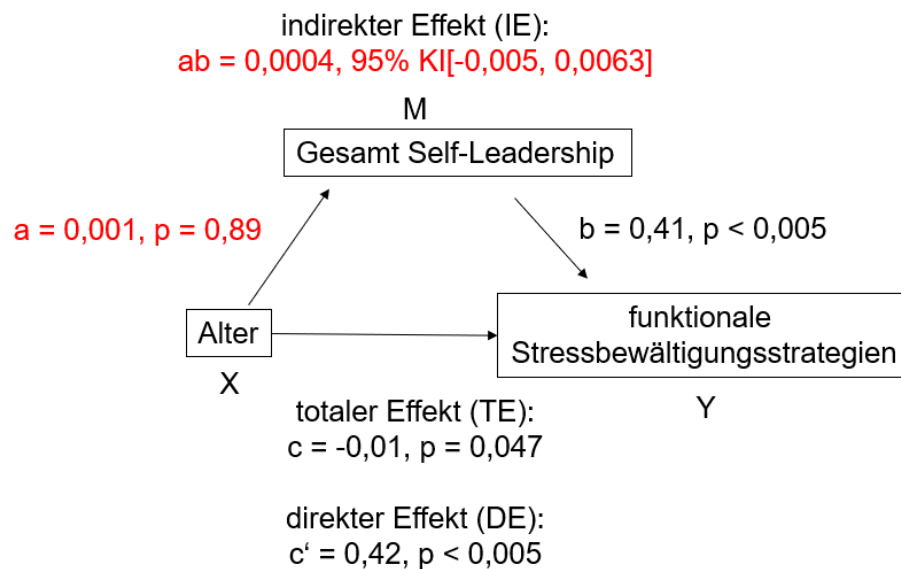 indirekter Effekt (IE):
ab = 0,0004, 95% KI[-0,005, 0,0063]
M
Gesamt Self-Leadership
a = 0,001, p = 0,89
b = 0,41, p < 0,005
Alter
funktionale
Stressbewältigungsstrategien
X
Y
totaler Effekt (TE):
c = -0,01, p = 0,047
direkter Effekt (DE):
c‘ = 0,42, p < 0,005